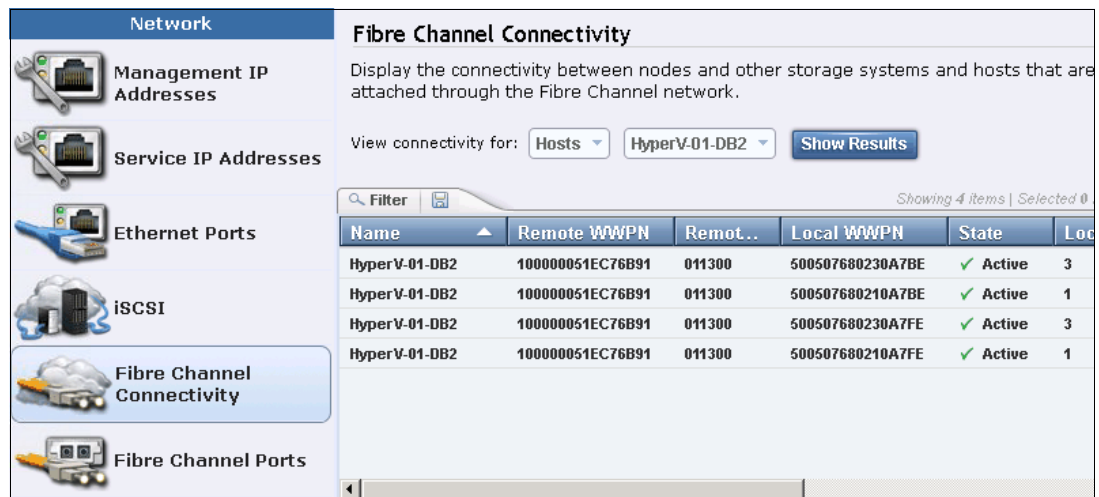 Network
Management IP
Addresses
Service IP Addresses
Ethernet Ports
iSCSI
Fibre Channel
Connectivity
Fibre Channel Ports
Fibre Channel Connectivity
Display the connectivity between nodes and other storage systems and hosts that are
attached through the Fibre Channel network.
View connectivity for: Hosts HyperV-01-DB2 Show Results
Filter Showing 4 items | Selected 0
Name Remote WWPN Remot... Local WWPN State Loc
HyperV-01-DB2 100000051EC76B91 011300 500507680230A7BE Active 3
HyperV-01-DB2 100000051EC76B91 011300 500507680210A7BE Active 1
HyperV-01-DB2 100000051EC76B91 011300 500507680230A7FE Active 3
HyperV-01-DB2 100000051EC76B91 011300 500507680210A7FE Active 1